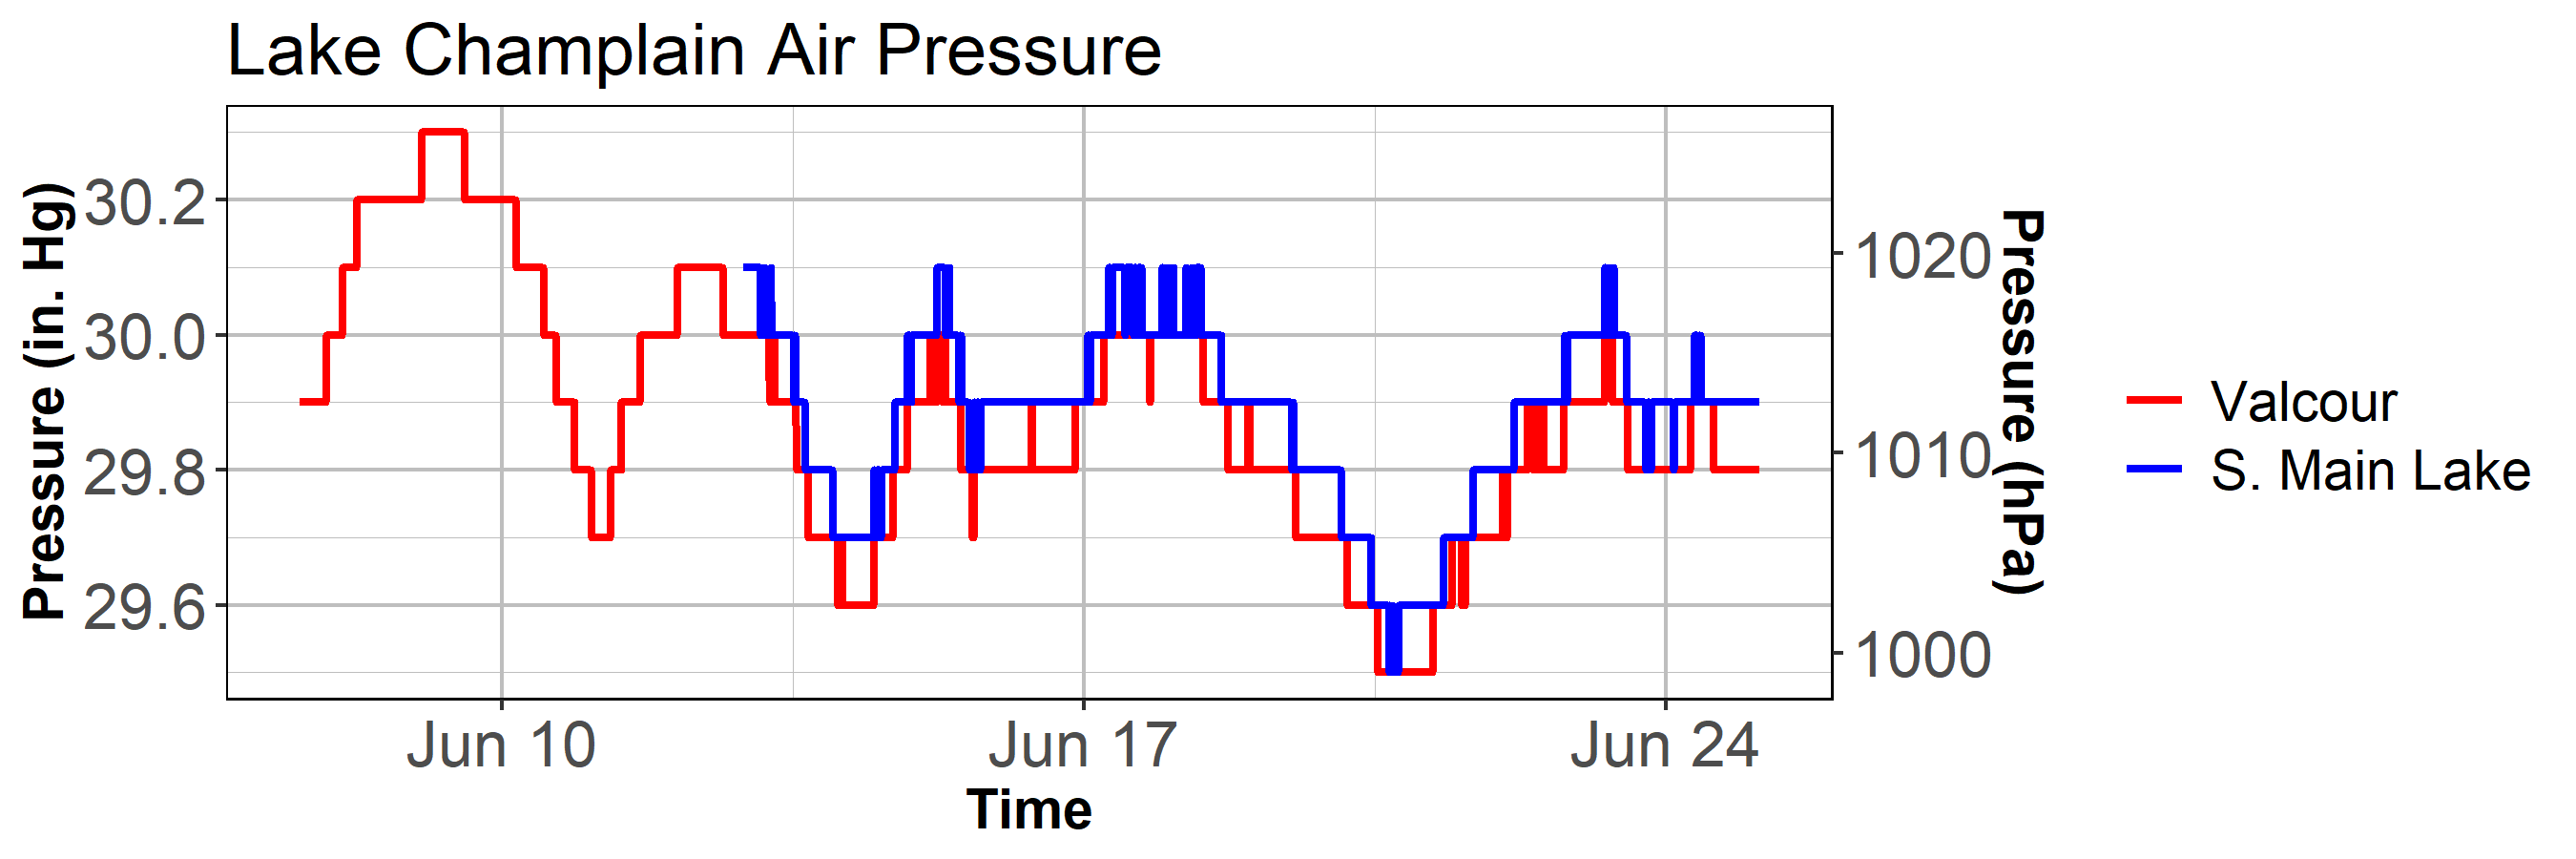 Lake Champlain Air Pressure
Pressure (in. Hg)
30.2
30.0
29.8
29.6
1020
1010
1000
Pressure (hPa)
Jun 10
Jun 17
Jun 24
Time
Valcour
S. Main Lake